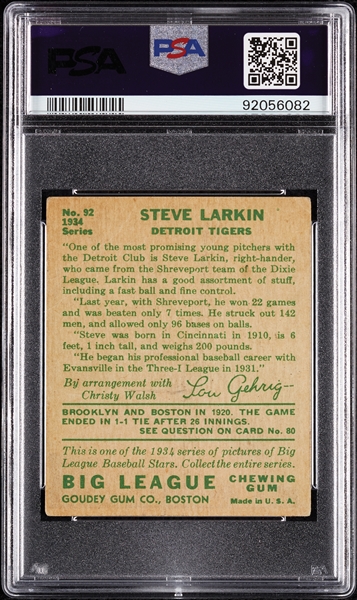 PSA
PSA
92056082
No. 92
1934
Series
STEVE LARKIN
DETROIT TIGERS
"One of the most promising young pitchers with
the Detroit Club is Steve Larkin, right-hander,
who came from the Shreveport team of the Dixie
League. Larkin has a good assortment of stuff,
including a fast ball and fine control.
"Last year, with Shreveport, he won 22 games
and was beaten only 7 times. He struck out 142
men, and allowed only 96 bases on balls.
"Steve was born in Cincinnati in 1910, is 6
feet, 1 inch tall, and weighs 200 pounds.
"He began his professional baseball career with
Evansville in the Three-I League in 1931."
By arrangement with
Christy Walsh
Lou Gehrig
BROOKLYN AND BOSTON IN 1920. THE GAME
ENDED IN 1-1 TIE AFTER 26 INNINGS.
SEE QUESTION ON CARD No. 80
This is one of the 1934 series of pictures of Big
League Baseball Stars. Collect the entire series.
BIG LEAGUE CHEWING GUM
GOUDEY GUM CO., BOSTON Made in U.S.A.